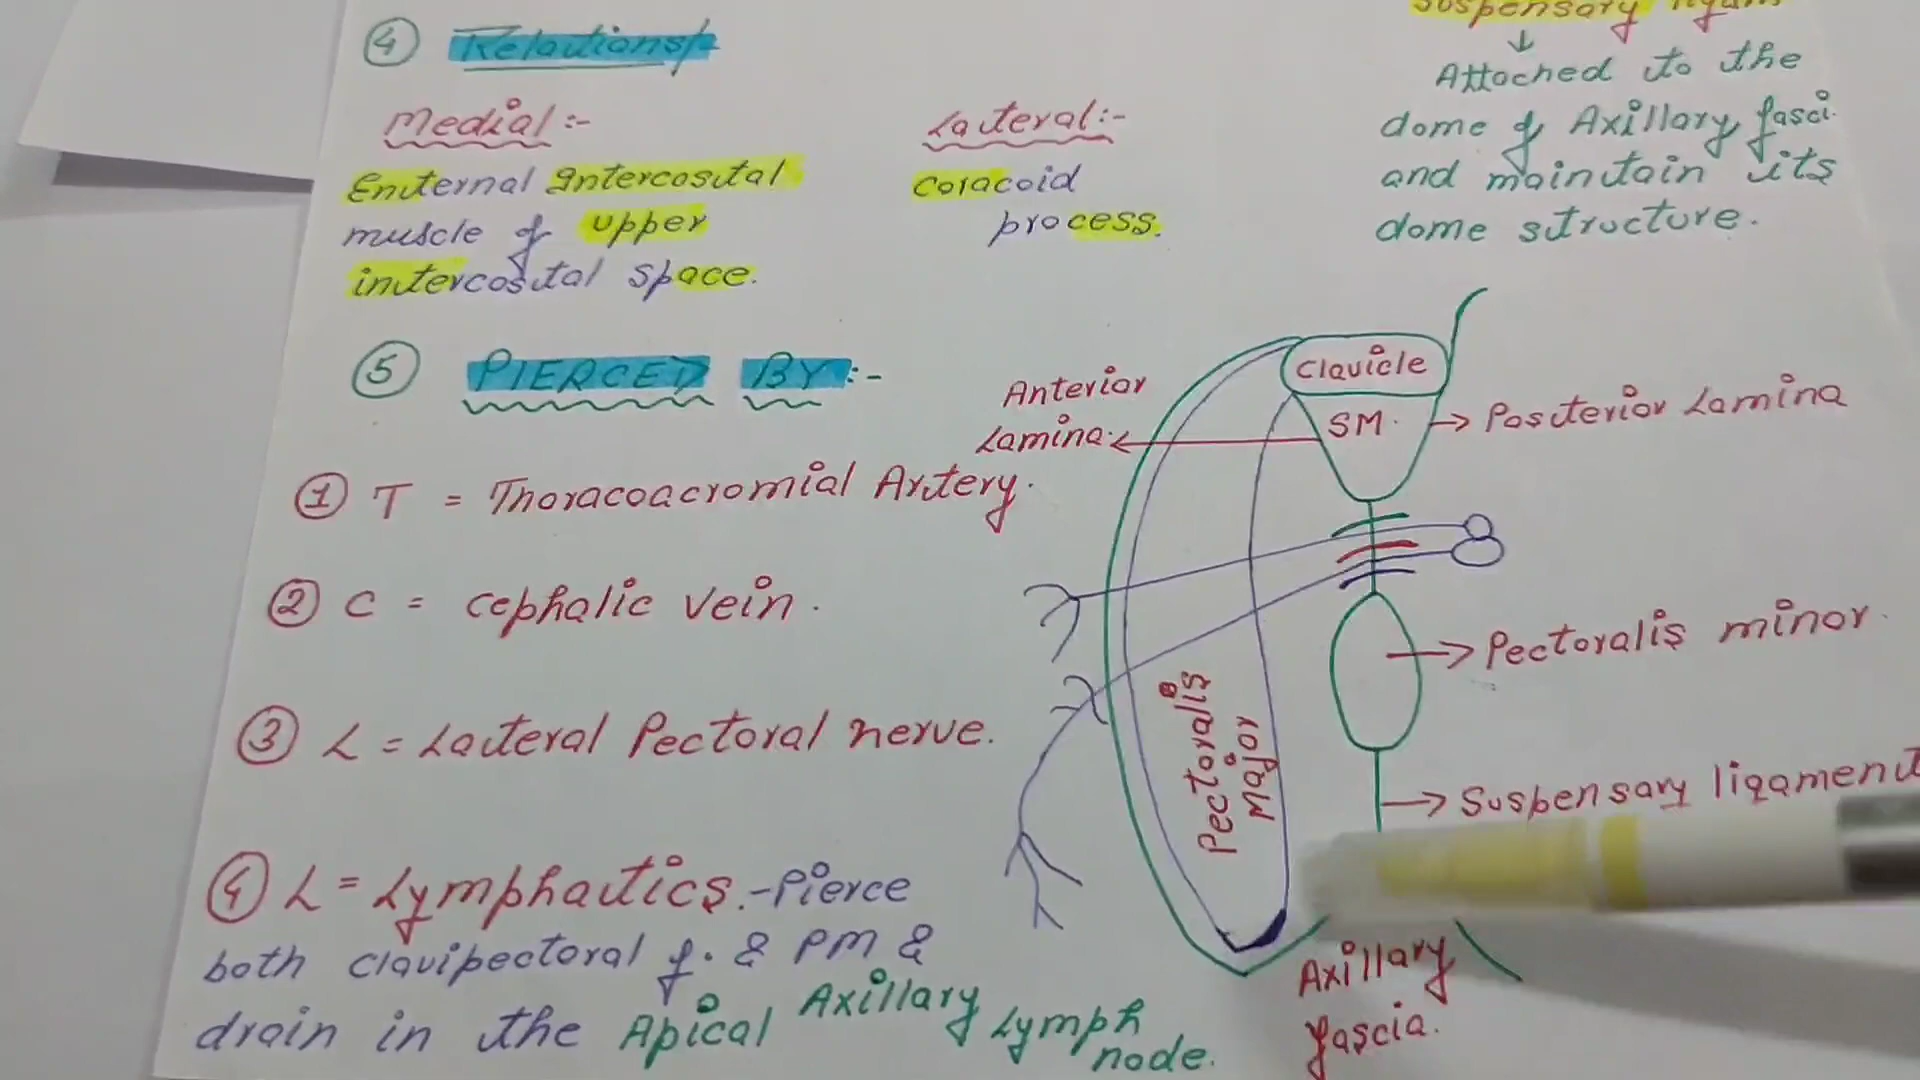 ④ Relations
Medial :-
External Intercostal
muscle of upper
intercostal space.
Lateral :-
Coracoid
process.
Suspensory ligam
↓
Attached to the
dome of Axillary fasci
and maintain its
dome structure.
⑤ PIERCED BY :-
① T = Thoracoacromial Artery.
② C = Cephalic vein.
③ L = Lateral Pectoral nerve.
④ L = Lymphatics. - Pierce
both clavipectoral f. & PM &
drain in the Apical Axillary Lymph
node.
Clavicle
SM.
Anterior
Lamina.
Posterior Lamina
Pectoralis minor.
Pectoralis
Major
Suspensary ligament
Axillary
fascia.